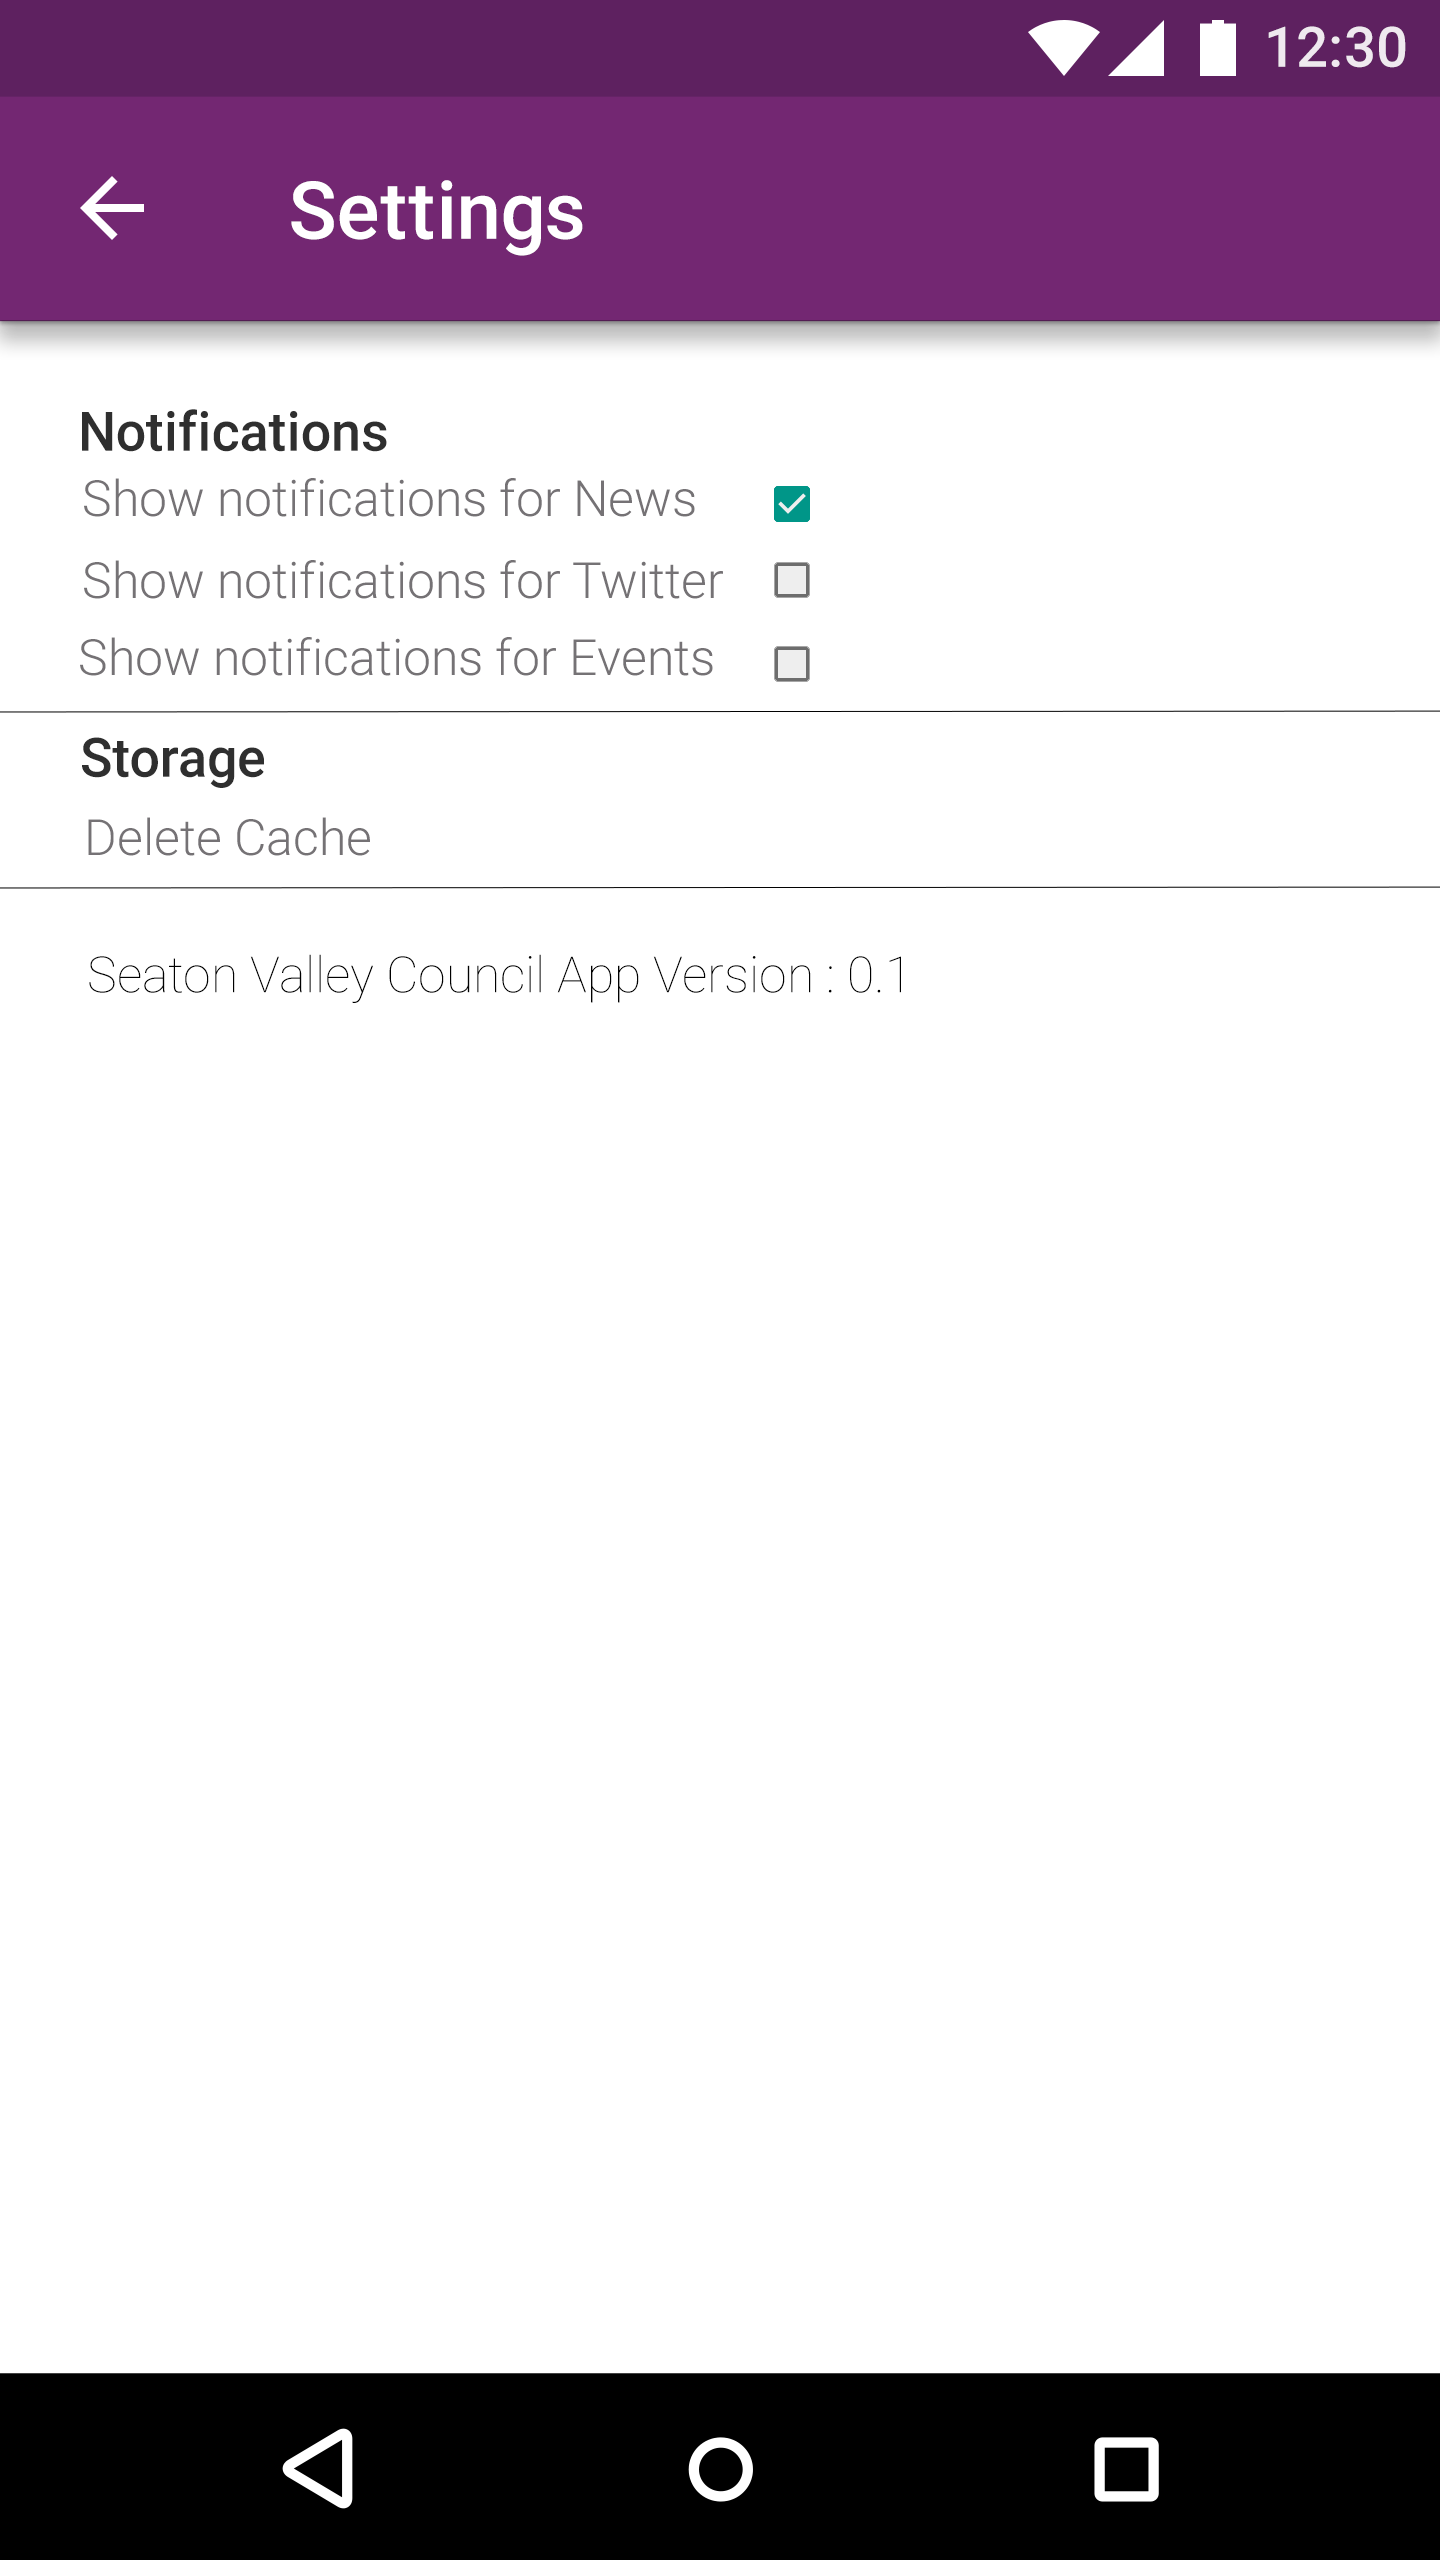 12:30
Settings
Notifications
Show notifications for News
Show notifications for Twitter
Show notifications for Events
Storage
Delete Cache
Seaton Valley Council App Version : 0.1